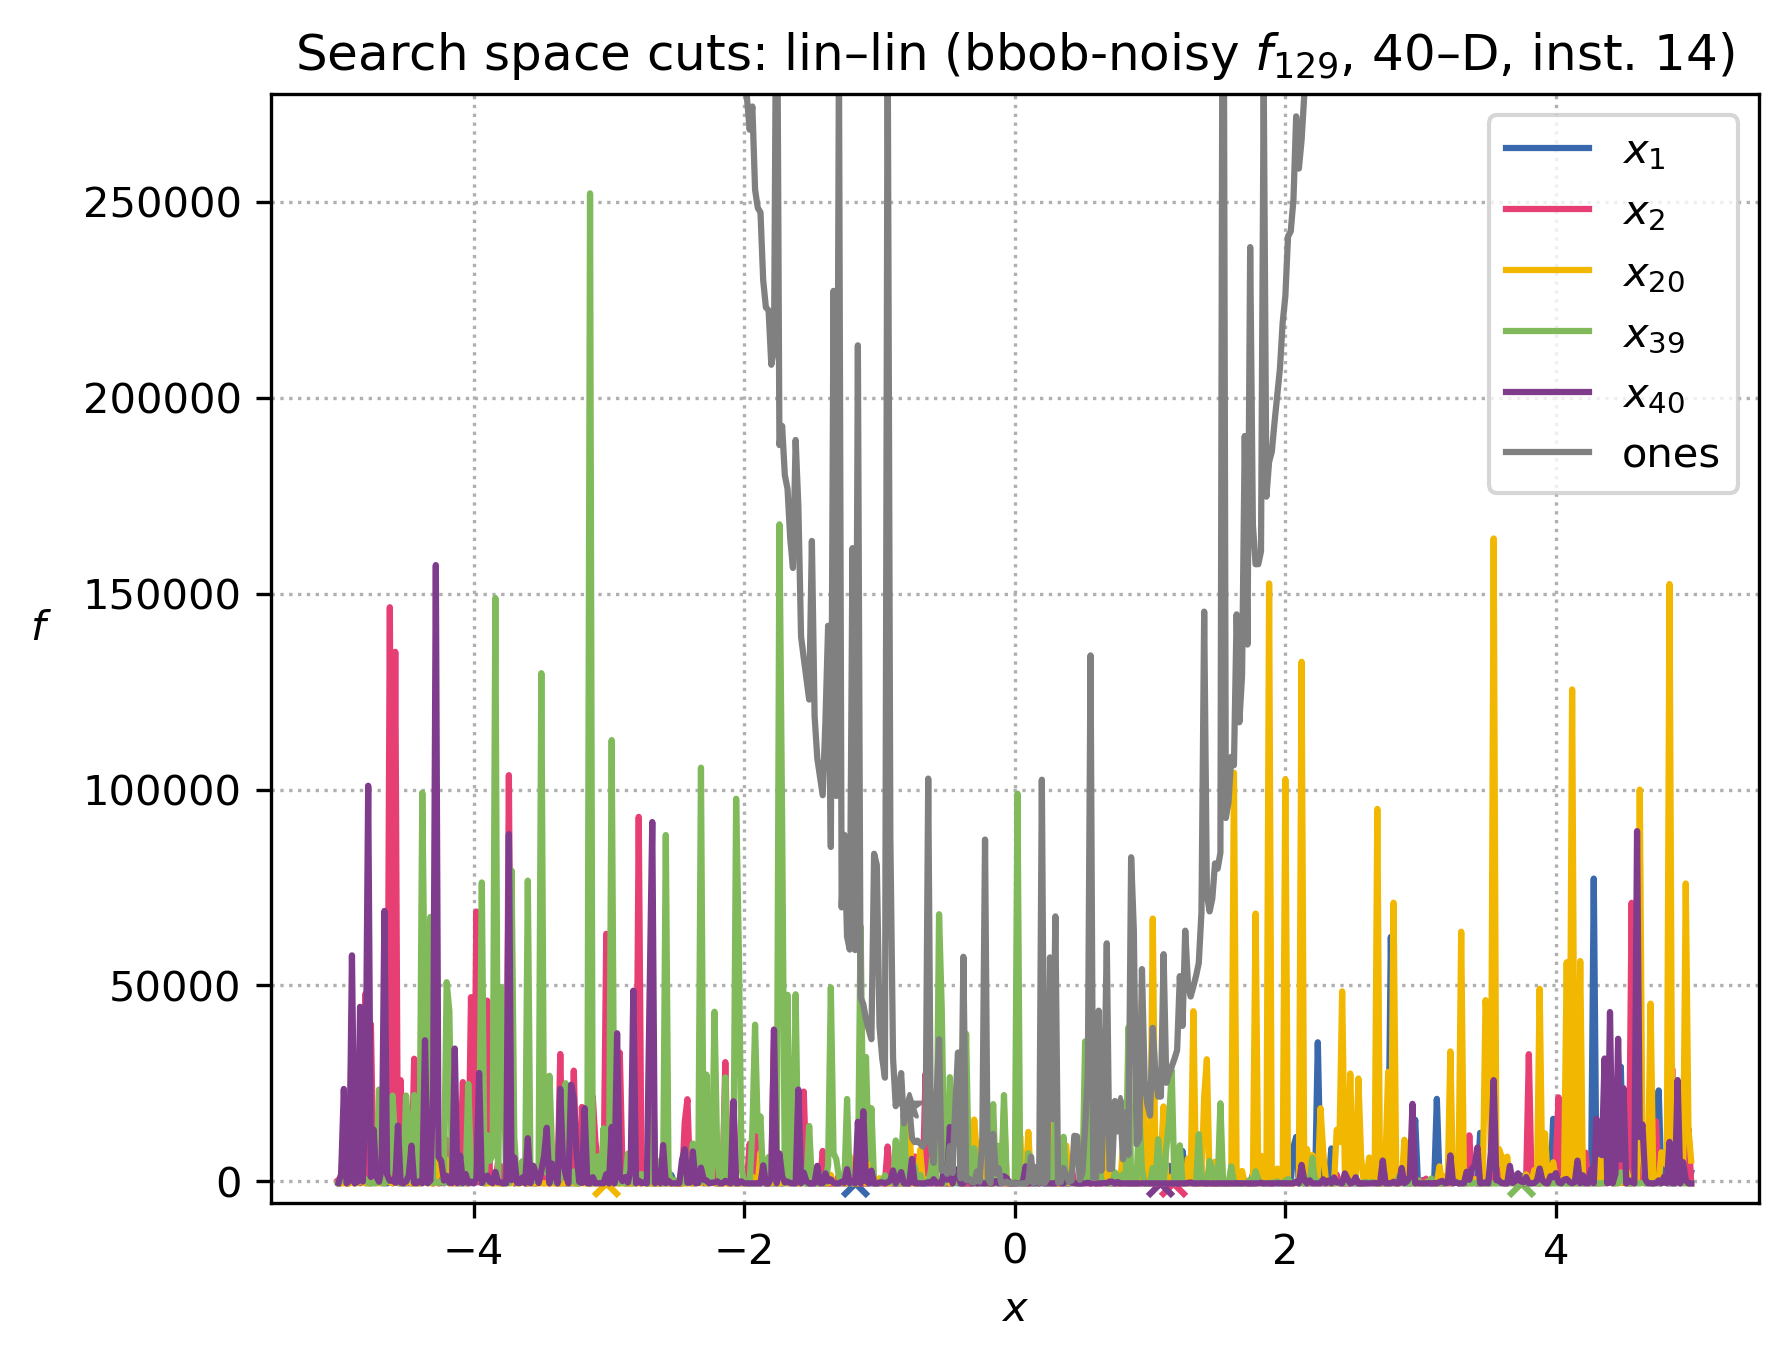 Search space cuts: lin–lin (bbob-noisy f₁₂₉, 40–D, inst. 14)
x₁
x₂
x₂₀
x₃₉
x₄₀
ones
250000
200000
150000
100000
50000
0
f
−4 −2 0 2 4
x